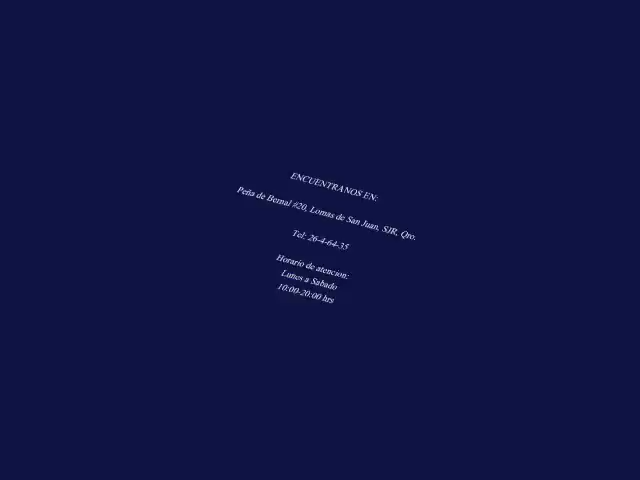 ENCUENTRANOS EN:
Peña de Bernal #20, Lomas de San Juan, SJR, Qro.
Tel: 26-4-64-35
Horario de atencion:
Lunes a Sabado
10:00-20:00 hrs